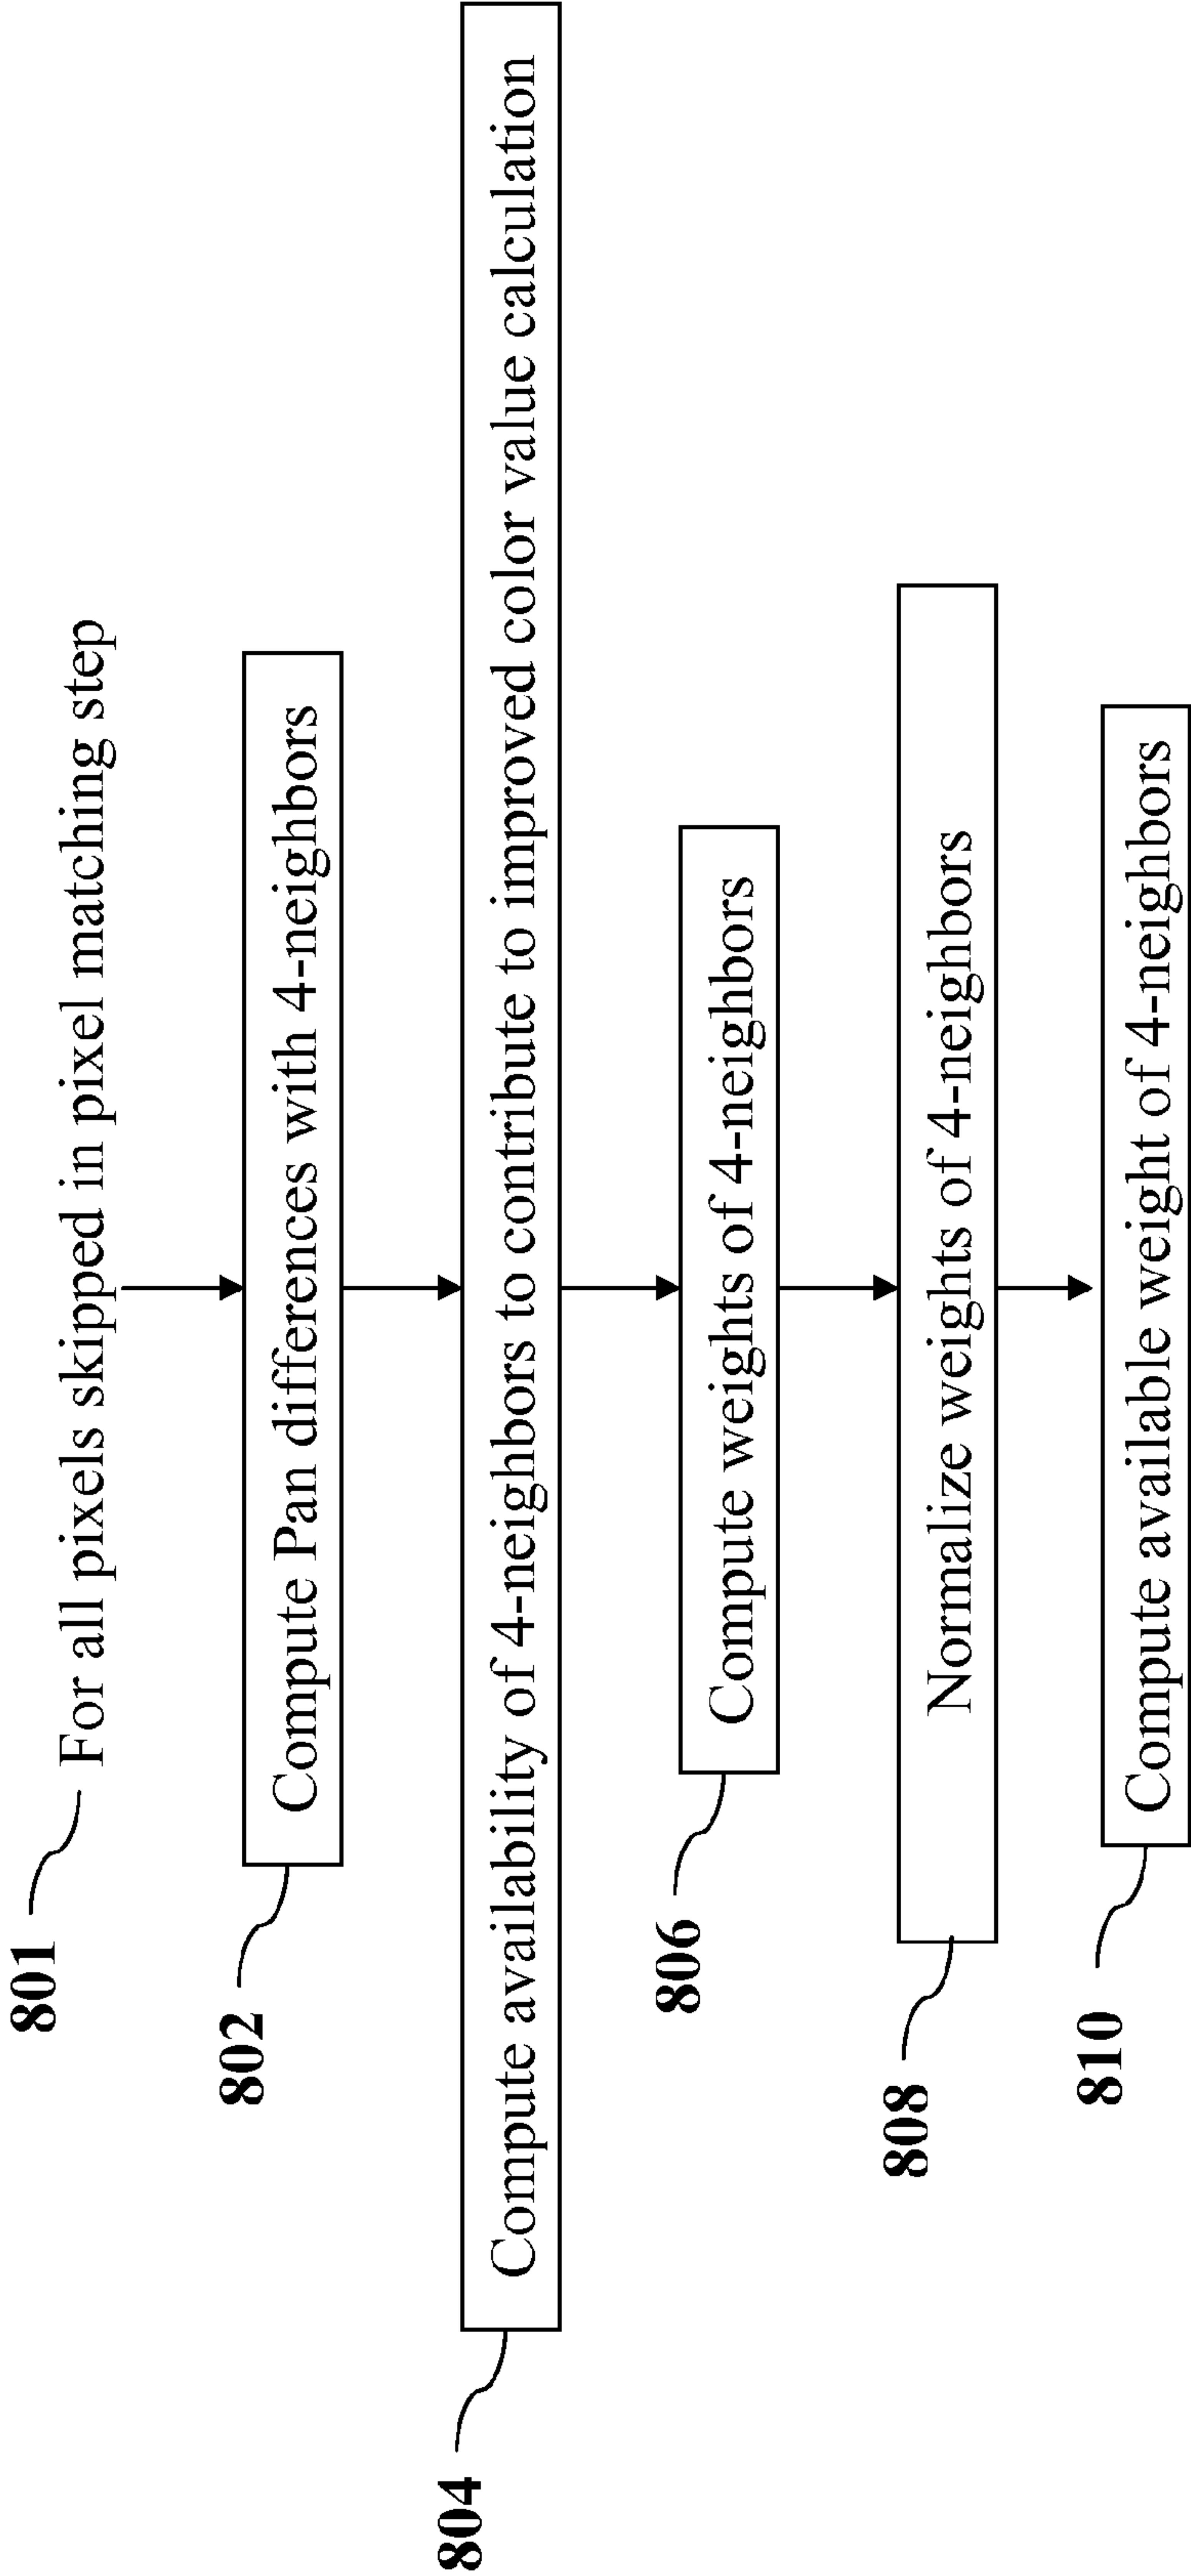 801
For all pixels skipped in pixel matching step
802
Compute Pan differences with 4-neighbors
804
Compute availability of 4-neighbors to contribute to improved color value calculation
806
Compute weights of 4-neighbors
808
Normalize weights of 4-neighbors
810
Compute available weight of 4-neighbors